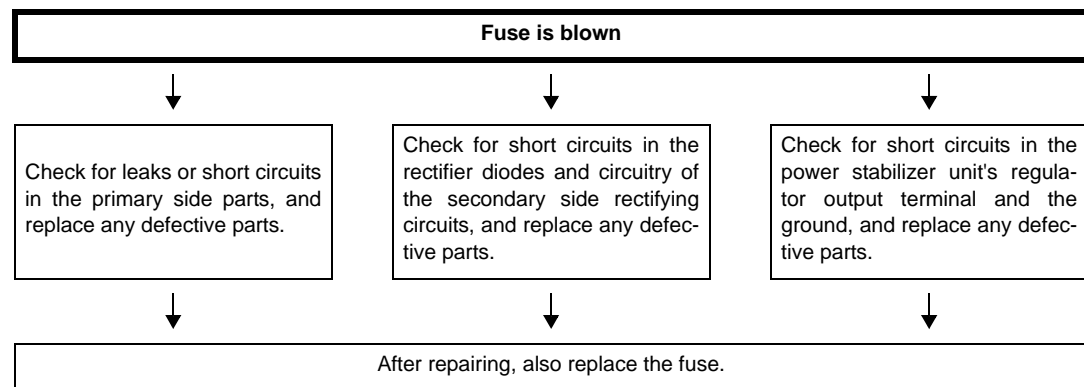 Fuse is blown
Check for leaks or short circuits
in the primary side parts, and
replace any defective parts.
Check for short circuits in the
rectifier diodes and circuitry of
the secondary side rectifying
circuits, and replace any defec-
tive parts.
Check for short circuits in the
power stabilizer unit's regula-
tor output terminal and the
ground, and replace any defec-
tive parts.
After repairing, also replace the fuse.